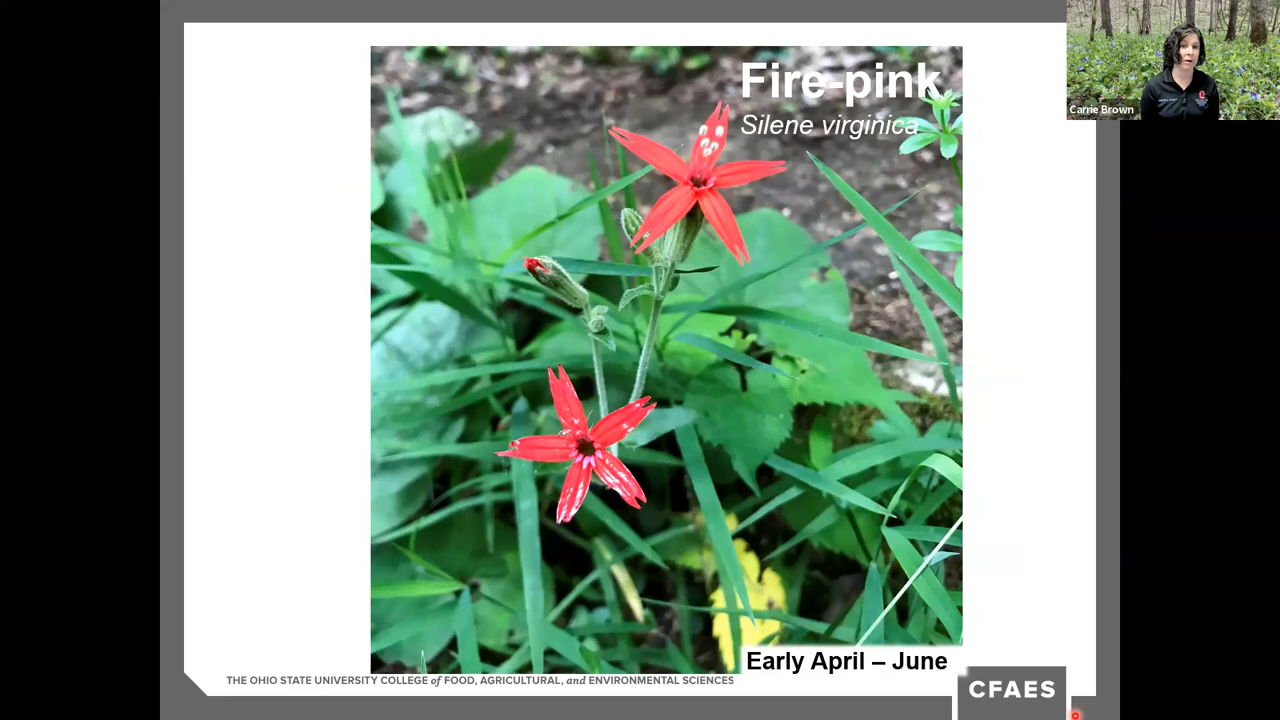 Fire-pink
Silene virginica
Carrie Brown
Early April – June
THE OHIO STATE UNIVERSITY COLLEGE of FOOD, AGRICULTURAL, and ENVIRONMENTAL SCIENCES
CFAES